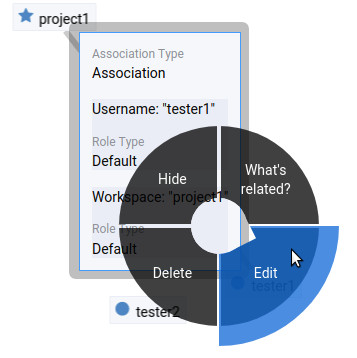 project1
Association Type
Association
Username: "tester1"
Role Type
Default
Workspace: "project1"
Role Type
Default
Hide
What's
related?
Delete
Edit
tester1
tester2